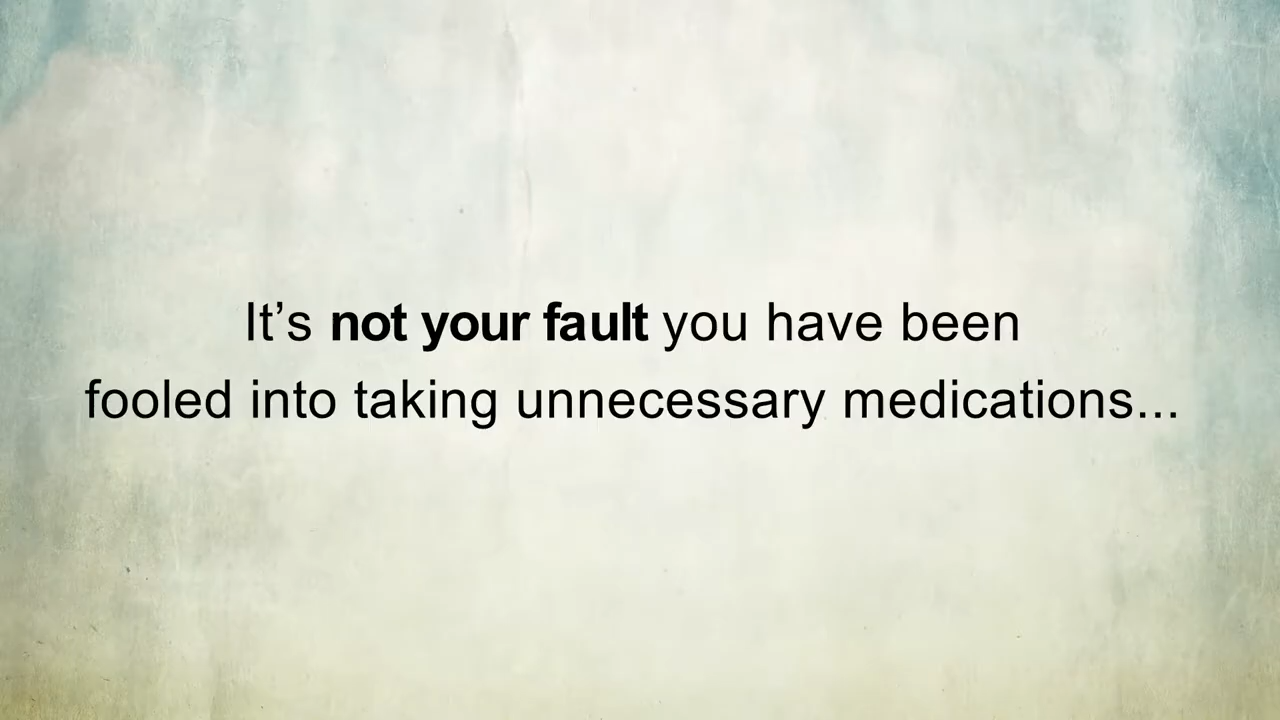 It’s not your fault you have been
fooled into taking unnecessary medications...